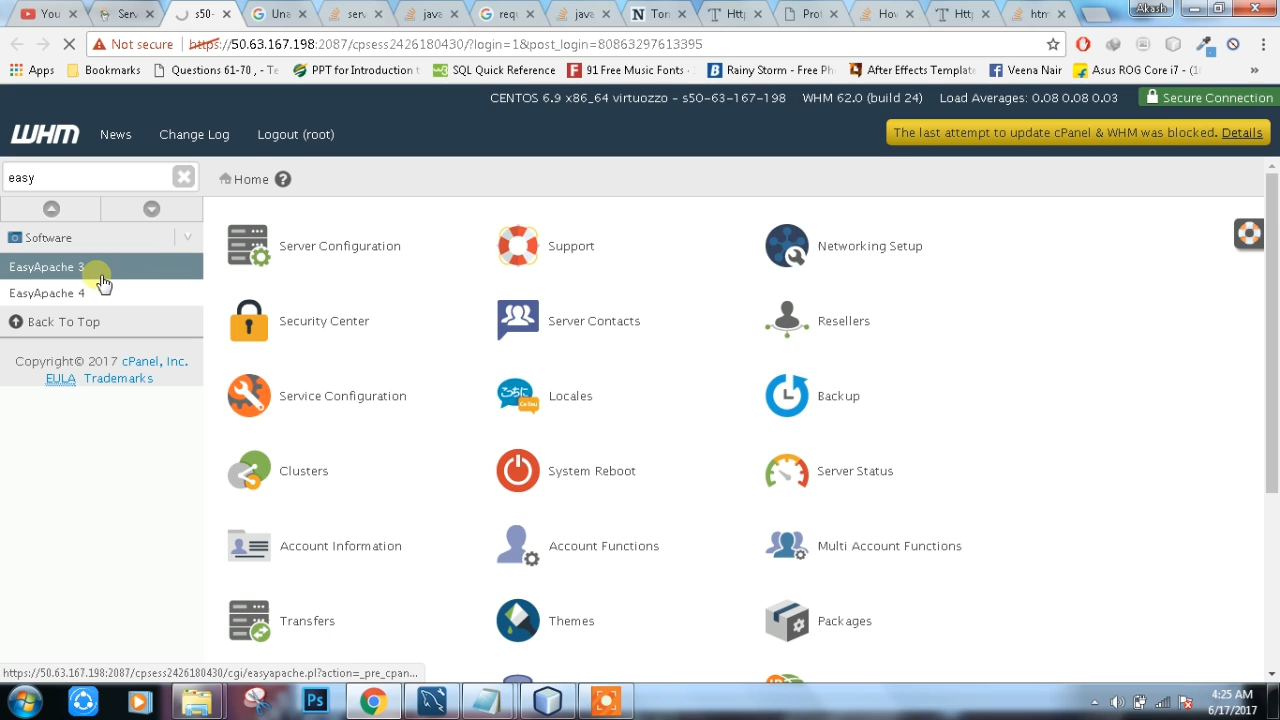 You
Serv
s50-
Una
serv
java
requ
java
Tom
Http
Prot
How
Http
html
Akash
Not secure
https://50.63.167.198:2087/cpsess2426180430/?login=1&post_login=80863297613395
Apps
Bookmarks
Questions 61-70 , - Te
PPT for Introduction t
SQL Quick Reference
91 Free Music Fonts
Rainy Storm - Free Ph
After Effects Template
Veena Nair
Asus ROG Core i7 - (1
CENTOS 6.9 x86_64 virtuozzo – s50-63-167-198
WHM 62.0 (build 24)
Load Averages: 0.08 0.08 0.03
Secure Connection
WHM
News
Change Log
Logout (root)
The last attempt to update cPanel & WHM was blocked. Details
easy
Home
Software
EasyApache 3
EasyApache 4
Back To Top
Copyright© 2017 cPanel, Inc.
EULA Trademarks
Server Configuration
Support
Networking Setup
Security Center
Server Contacts
Resellers
Service Configuration
Locales
Backup
Clusters
System Reboot
Server Status
Account Information
Account Functions
Multi Account Functions
Transfers
Themes
Packages
https://50.63.167.198:2087/cpsess2426180430/cgi/easyapache.pl?action=_pre_cpan...
Ps
4:25 AM
6/17/2017